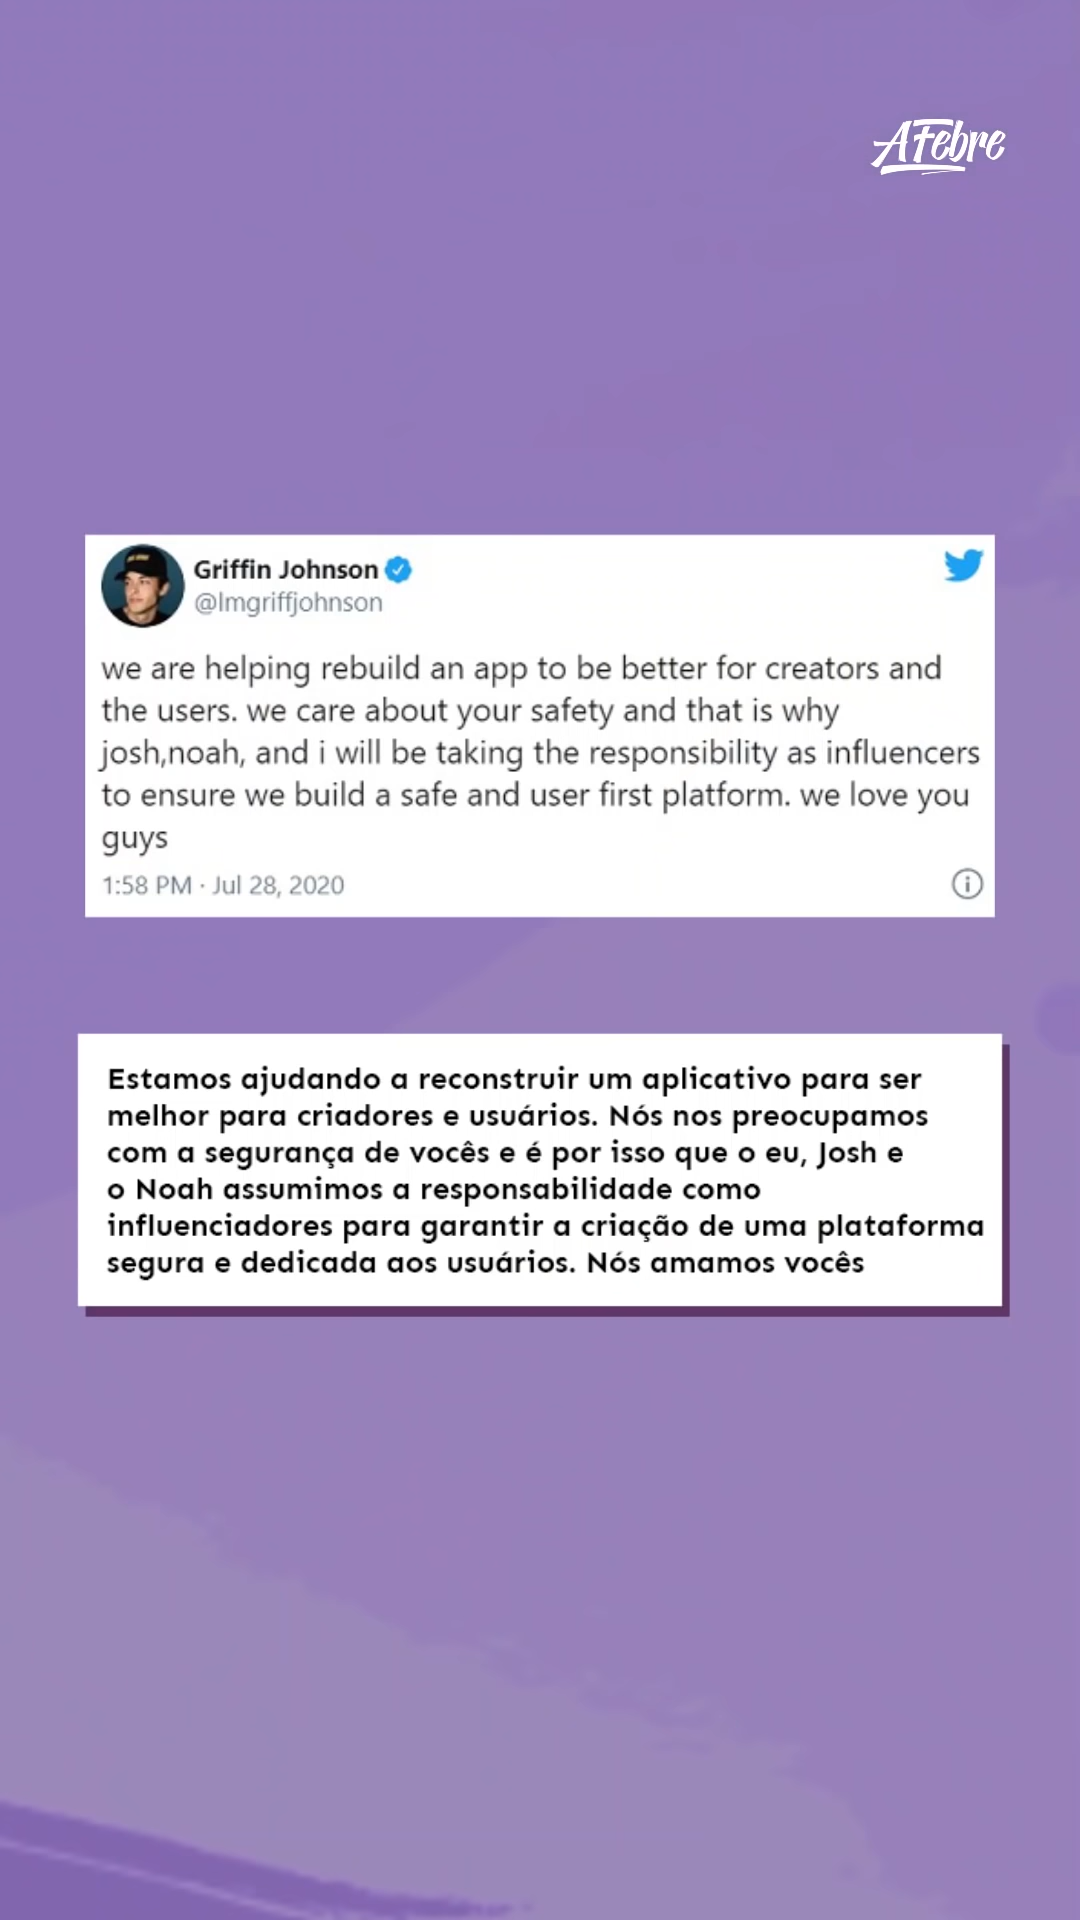 AFebre
Griffin Johnson
@lmgriffjohnson
we are helping rebuild an app to be better for creators and
the users. we care about your safety and that is why
josh,noah, and i will be taking the responsibility as influencers
to ensure we build a safe and user first platform. we love you
guys
1:58 PM · Jul 28, 2020
Estamos ajudando a reconstruir um aplicativo para ser
melhor para criadores e usuários. Nós nos preocupamos
com a segurança de vocês e é por isso que o eu, Josh e
o Noah assumimos a responsabilidade como
influenciadores para garantir a criação de uma plataforma
segura e dedicada aos usuários. Nós amamos vocês